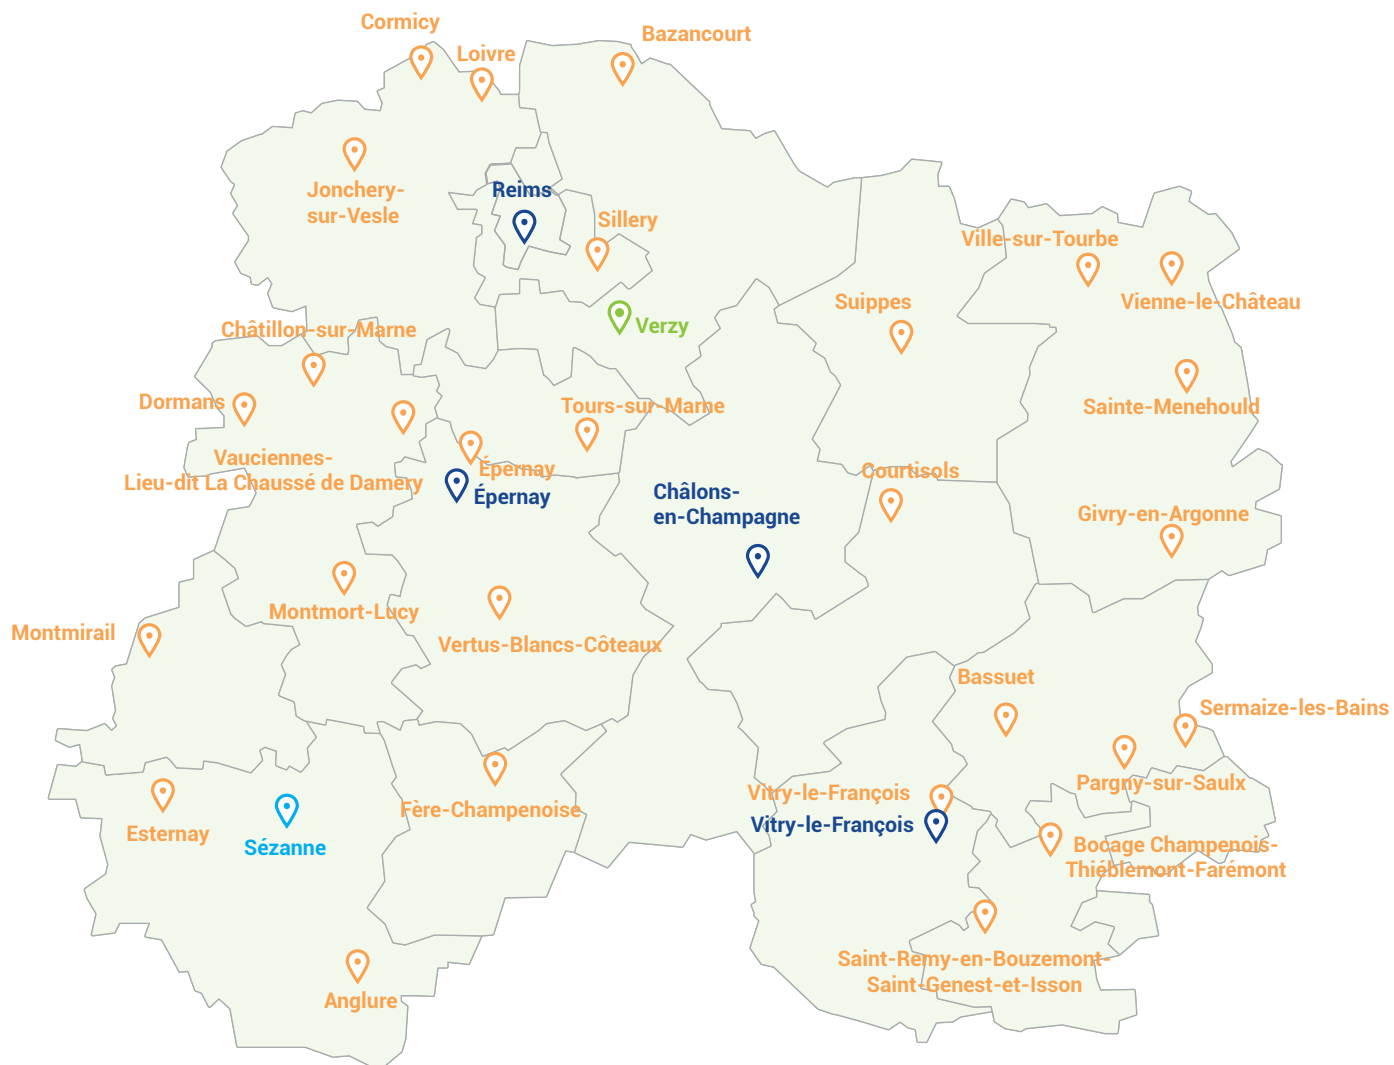 Cormicy
Loivre
Bazancourt
Jonchery-
sur-Vesle
Reims
Sillery
Ville-sur-Tourbe
Suippes
Vienne-le-Château
Châtillon-sur-Marne
Verzy
Dormans
Tours-sur-Marne
Sainte-Menehould
Vauciennes-
Lieu-dit La Chaussé de Damery
Épernay
Épernay
Châlons-
en-Champagne
Courtisols
Givry-en-Argonne
Montmort-Lucy
Montmirail
Vertus-Blancs-Côteaux
Bassuet
Sermaize-les-Bains
Pargny-sur-Saulx
Vitry-le-François
Vitry-le-François
Fère-Champenoise
Esternay
Sézanne
Bocage Champenois-
Thiéblemont-Farémont
Saint-Remy-en-Bouzemont-
Saint-Genest-et-Isson
Anglure